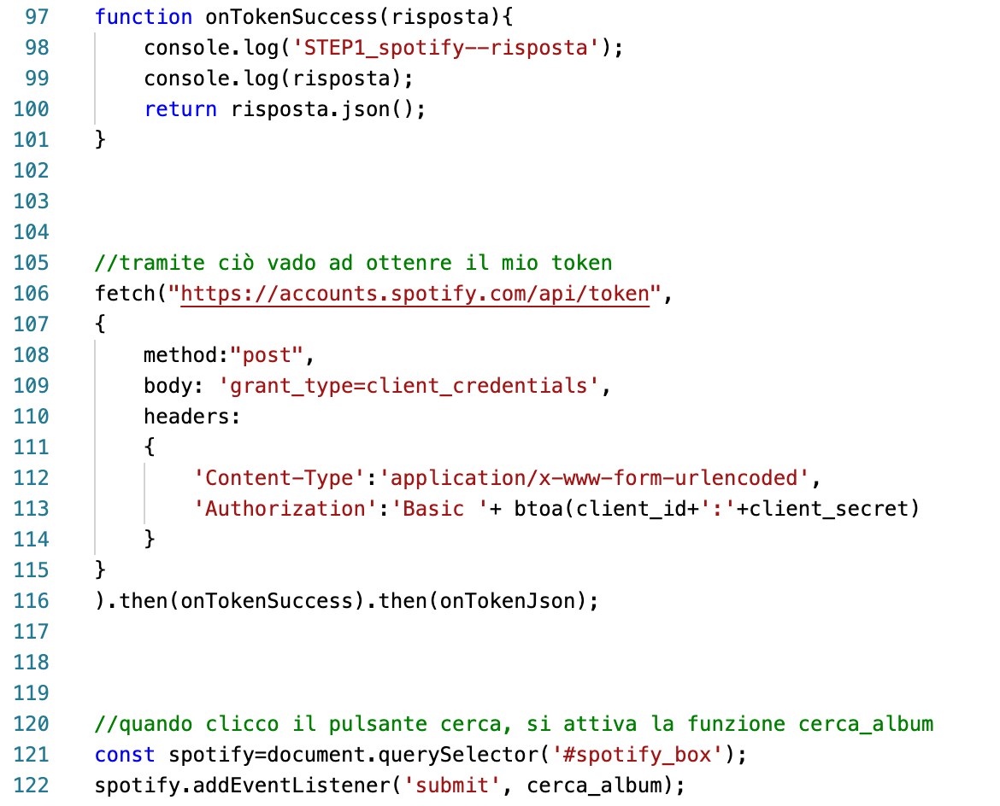 97 function onTokenSuccess(risposta){
98 console.log('STEP1_spotify--risposta');
99 console.log(risposta);
100 return risposta.json();
101 }
102
103
104
105 //tramite ciò vado ad ottenre il mio token
106 fetch("https://accounts.spotify.com/api/token",
107 {
108 method:"post",
109 body: 'grant_type=client_credentials',
110 headers:
111 {
112 'Content-Type':'application/x-www-form-urlencoded',
113 'Authorization':'Basic '+ btoa(client_id+':'+client_secret)
114 }
115 }
116 ).then(onTokenSuccess).then(onTokenJson);
117
118
119
120 //quando clicco il pulsante cerca, si attiva la funzione cerca_album
121 const spotify=document.querySelector('#spotify_box');
122 spotify.addEventListener('submit', cerca_album);